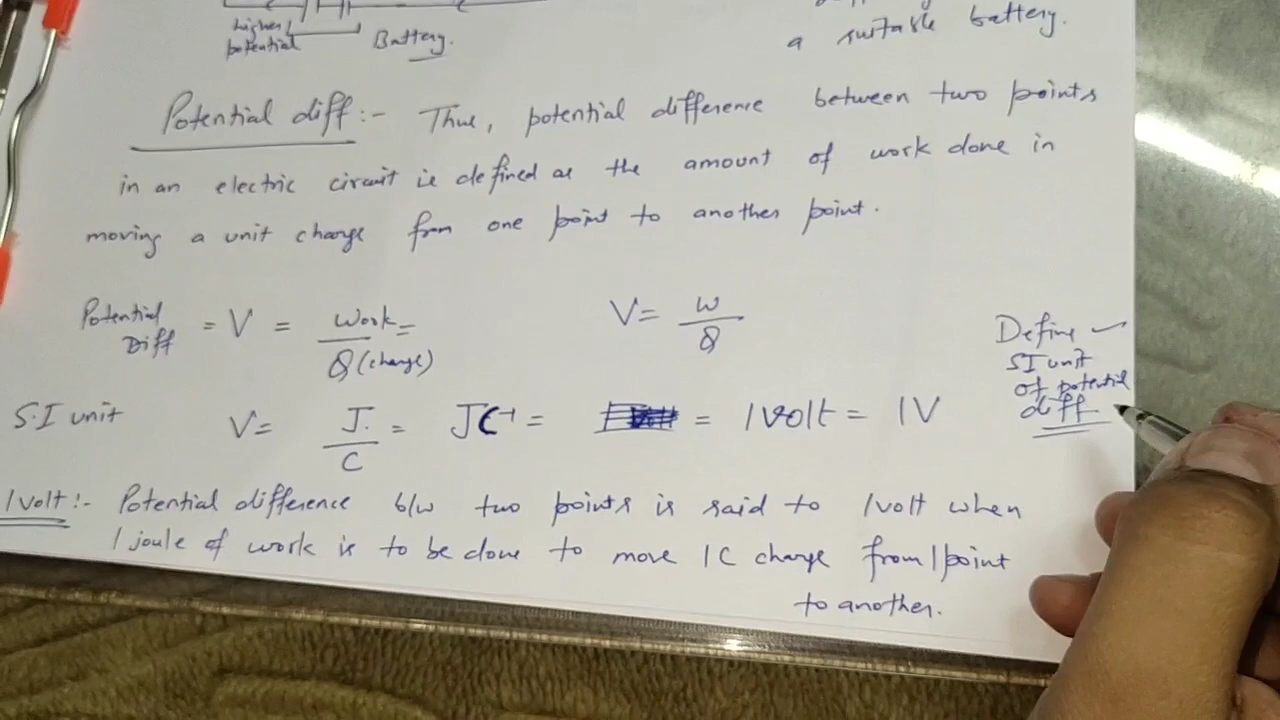 higher
potential
Battery.
a suitable battery.
Potential diff :- Thus, potential difference between two points
in an electric circuit is defined as the amount of work done in
moving a unit charge from one point to another point.
Potential Diff = V = Work / Q (charge) =
V = W / Q
Define
SI unit
of potential
diff
S.I unit V = J / C = JC⁻¹ = = 1 volt = 1V
1 volt :- Potential difference b/w two points is said to 1volt when
1 joule of work is to be done to move 1C charge from 1 point
to another.